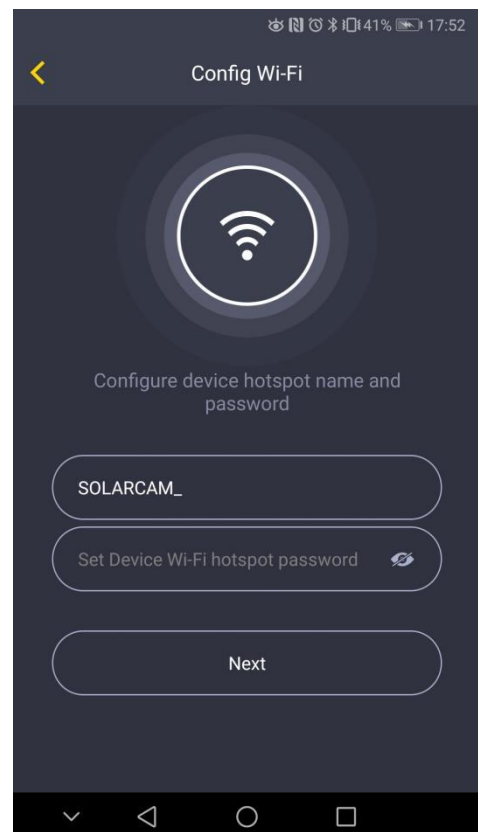 41% 17:52
Config Wi-Fi
Configure device hotspot name and
password
SOLARCAM_
Set Device Wi-Fi hotspot password
Next